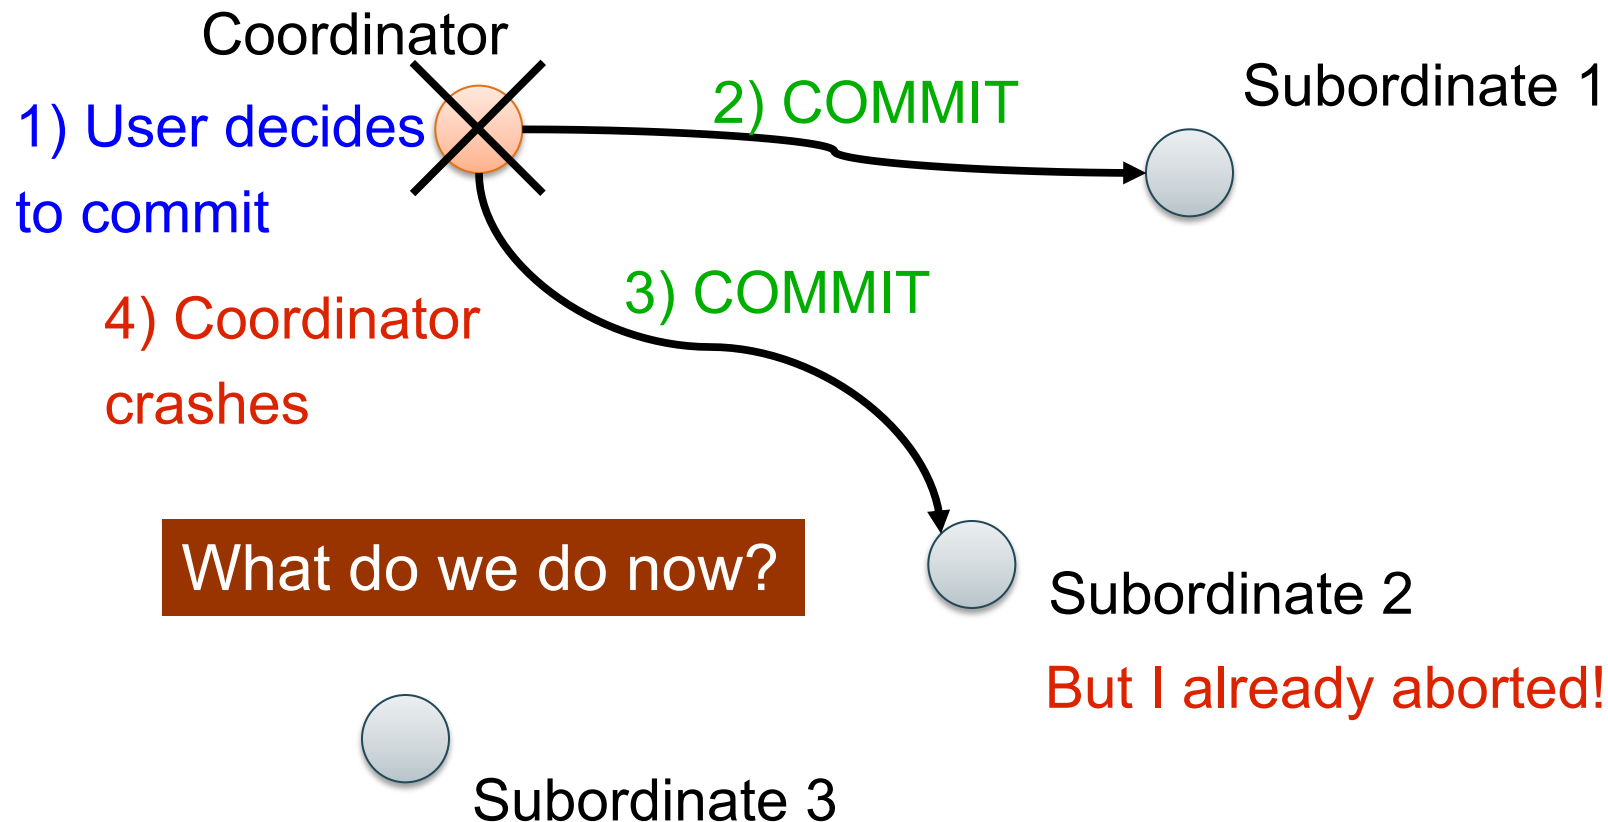 Coordinator
1) User decides
to commit
2) COMMIT
Subordinate 1
3) COMMIT
4) Coordinator
crashes
What do we do now?
Subordinate 2
But I already aborted!
Subordinate 3